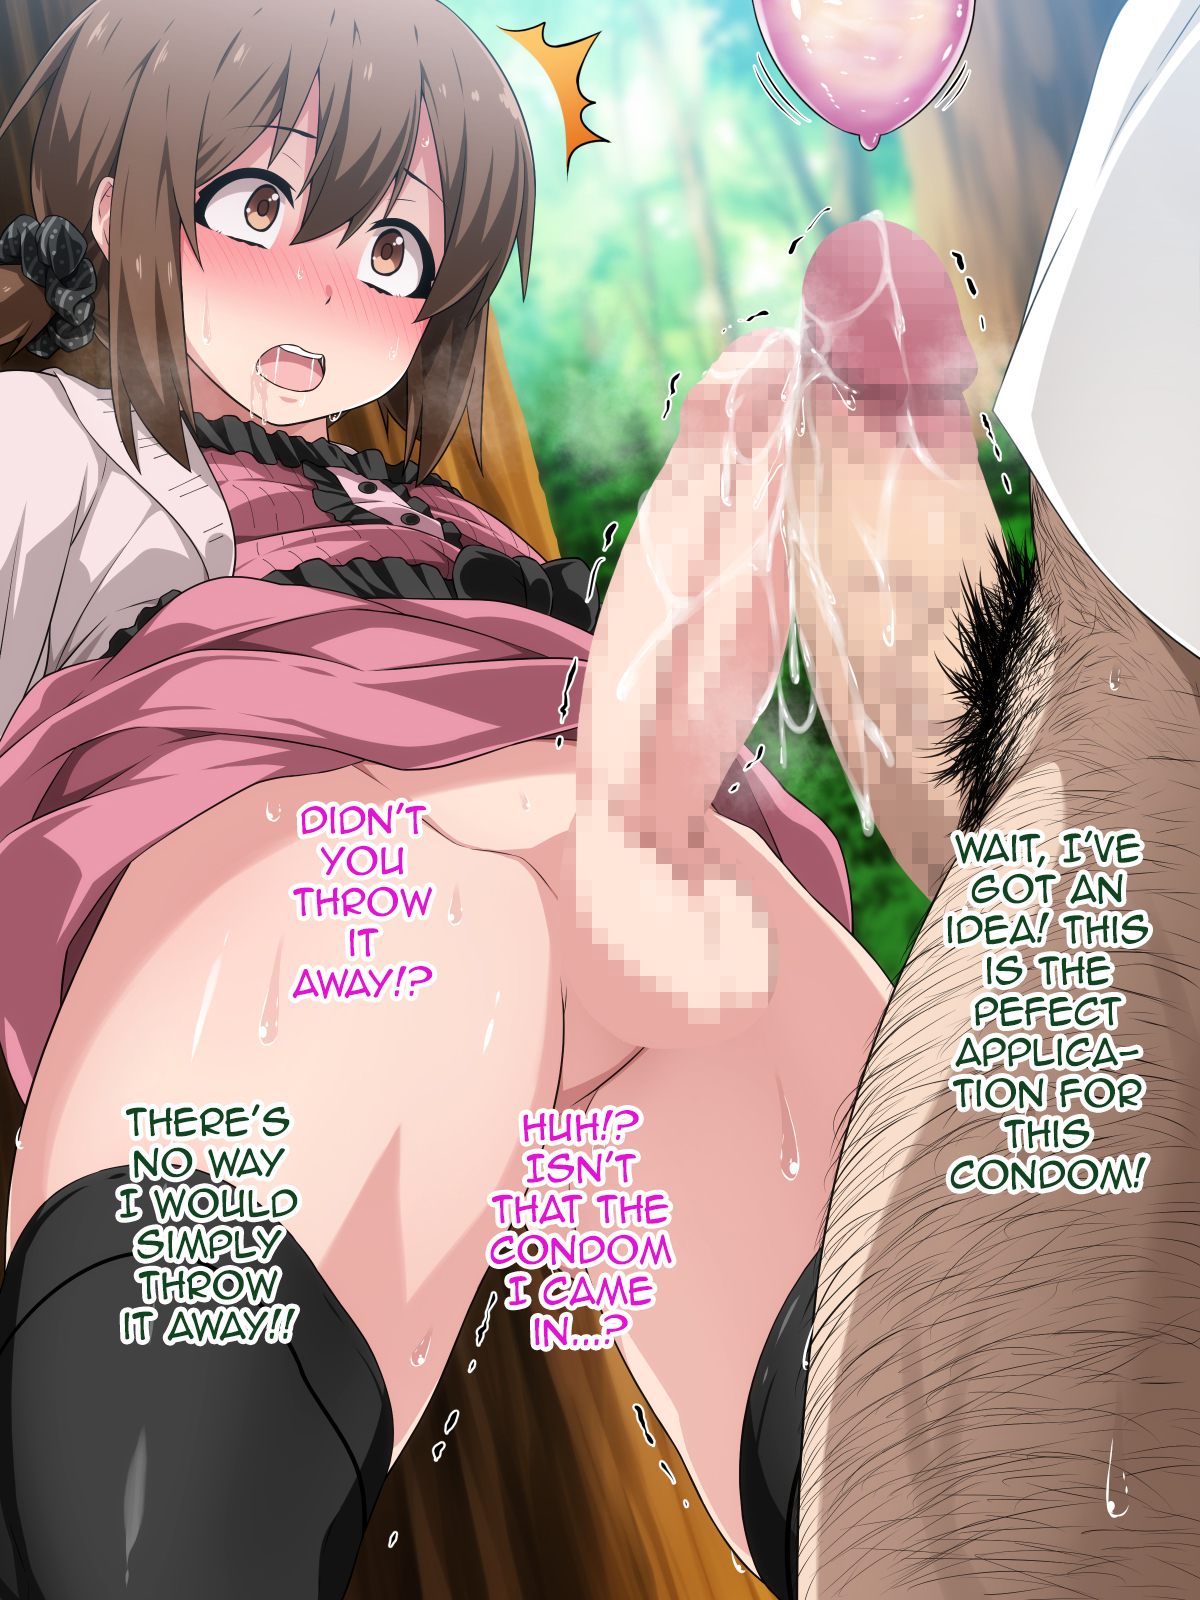 DIDN'T
YOU
THROW
IT
AWAY!?
WAIT, I'VE
GOT AN
IDEA! THIS
IS THE
PEFECT
APPLICA-
TION FOR
THIS
CONDOM!
THERE'S
NO WAY
I WOULD
SIMPLY
THROW
IT AWAY!!
HUH!?
ISN'T
THAT THE
CONDOM
I CAME
IN...?